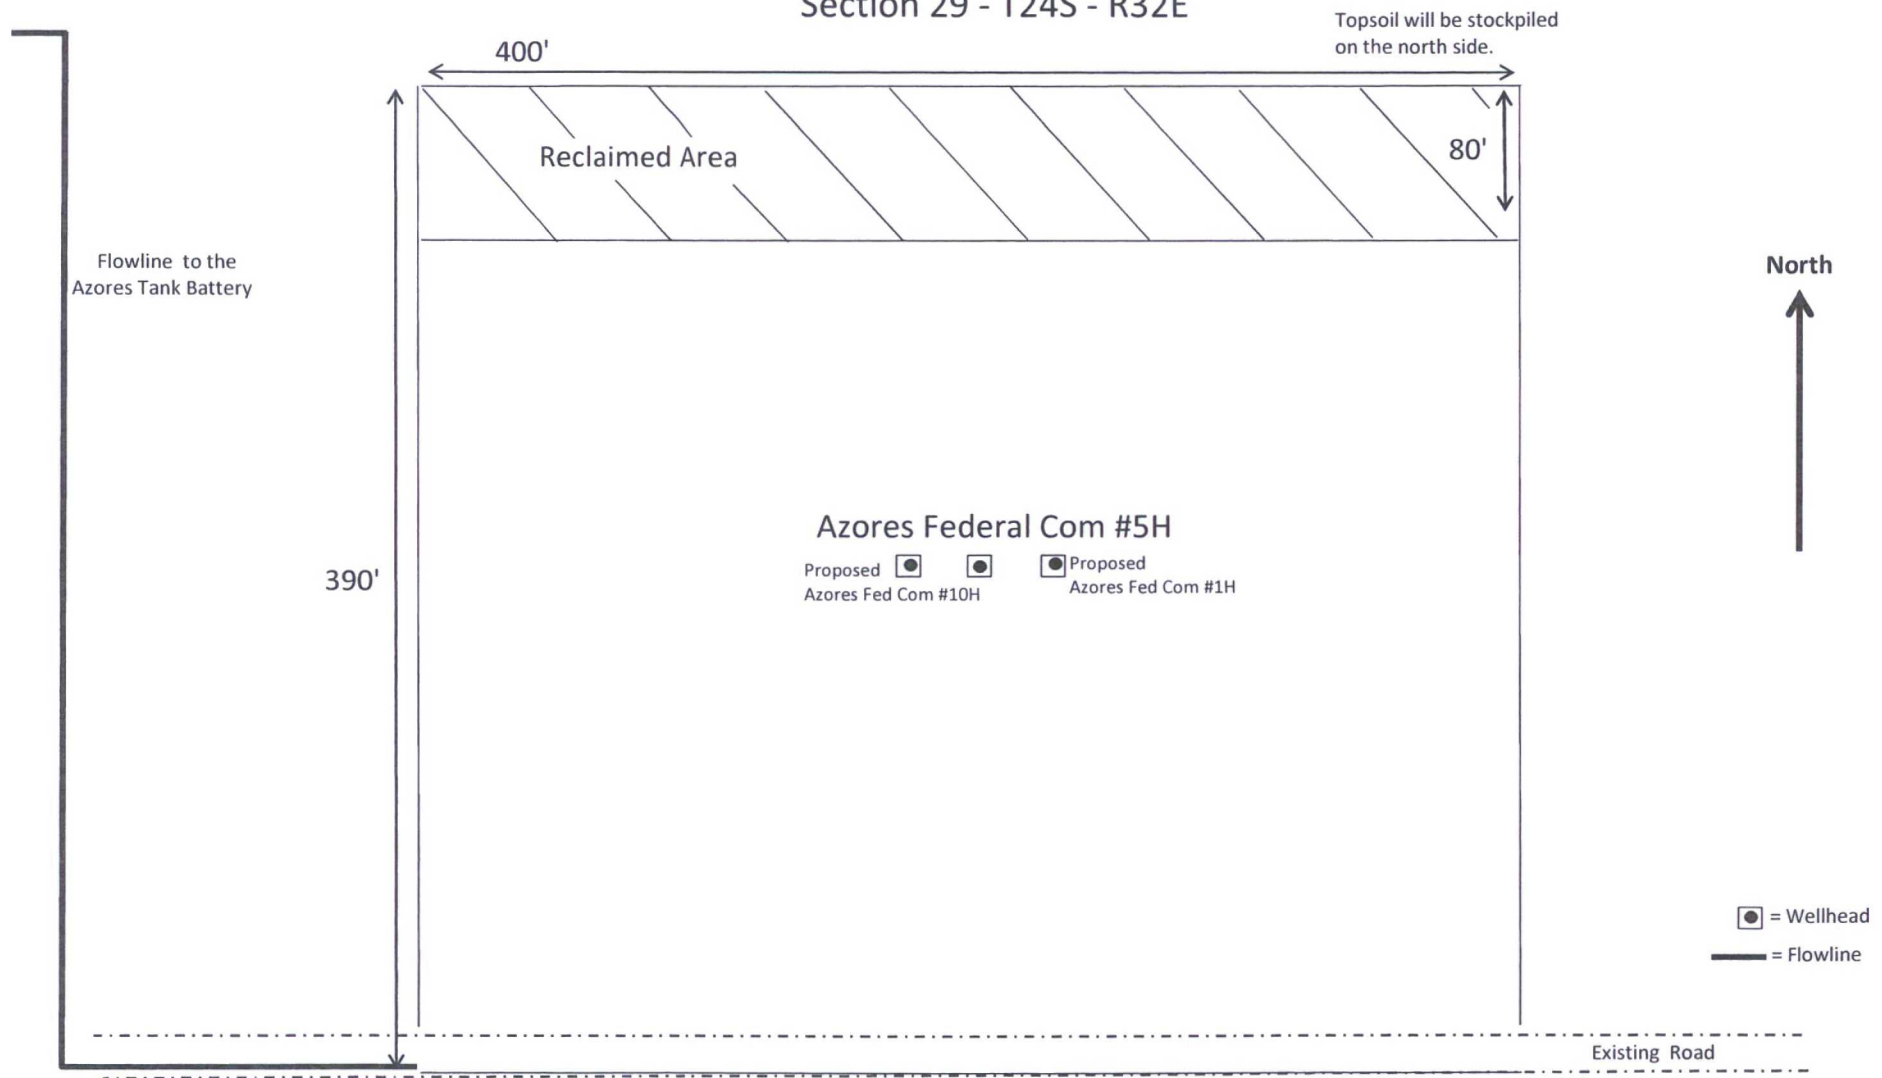 Section 29 - T24S - R32E
Topsoil will be stockpiled
on the north side.
400'
Reclaimed Area
80'
Flowline to the
Azores Tank Battery
North
Azores Federal Com #5H
Proposed
Azores Fed Com #10H
Proposed
Azores Fed Com #1H
390'
= Wellhead
= Flowline
Existing Road